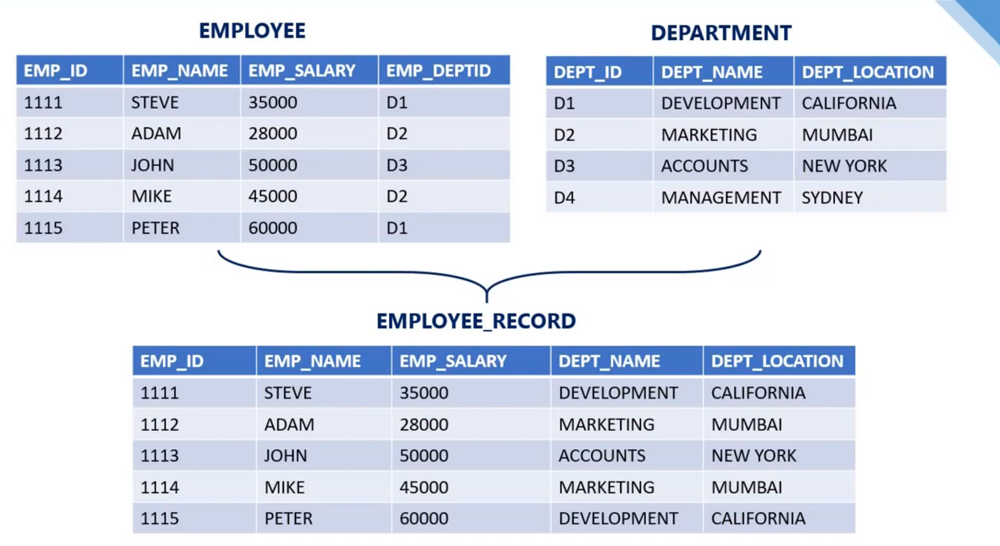 EMPLOYEE
EMP_ID EMP_NAME EMP_SALARY EMP_DEPTID
1111 STEVE 35000 D1
1112 ADAM 28000 D2
1113 JOHN 50000 D3
1114 MIKE 45000 D2
1115 PETER 60000 D1
DEPARTMENT
DEPT_ID DEPT_NAME DEPT_LOCATION
D1 DEVELOPMENT CALIFORNIA
D2 MARKETING MUMBAI
D3 ACCOUNTS NEW YORK
D4 MANAGEMENT SYDNEY
EMPLOYEE_RECORD
EMP_ID EMP_NAME EMP_SALARY DEPT_NAME DEPT_LOCATION
1111 STEVE 35000 DEVELOPMENT CALIFORNIA
1112 ADAM 28000 MARKETING MUMBAI
1113 JOHN 50000 ACCOUNTS NEW YORK
1114 MIKE 45000 MARKETING MUMBAI
1115 PETER 60000 DEVELOPMENT CALIFORNIA